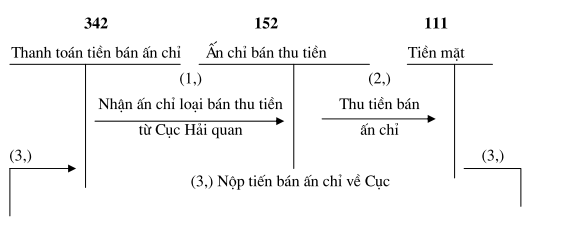 342 152 111
Thanh toán tiền bán ấn chỉ Ấn chỉ bán thu tiền Tiền mặt
(1,) (2,)
Nhận ấn chỉ loại bán thu tiền Thu tiền bán
từ Cục Hải quan ấn chỉ
(3,) (3,)
(3,) Nộp tiến bán ấn chỉ về Cục